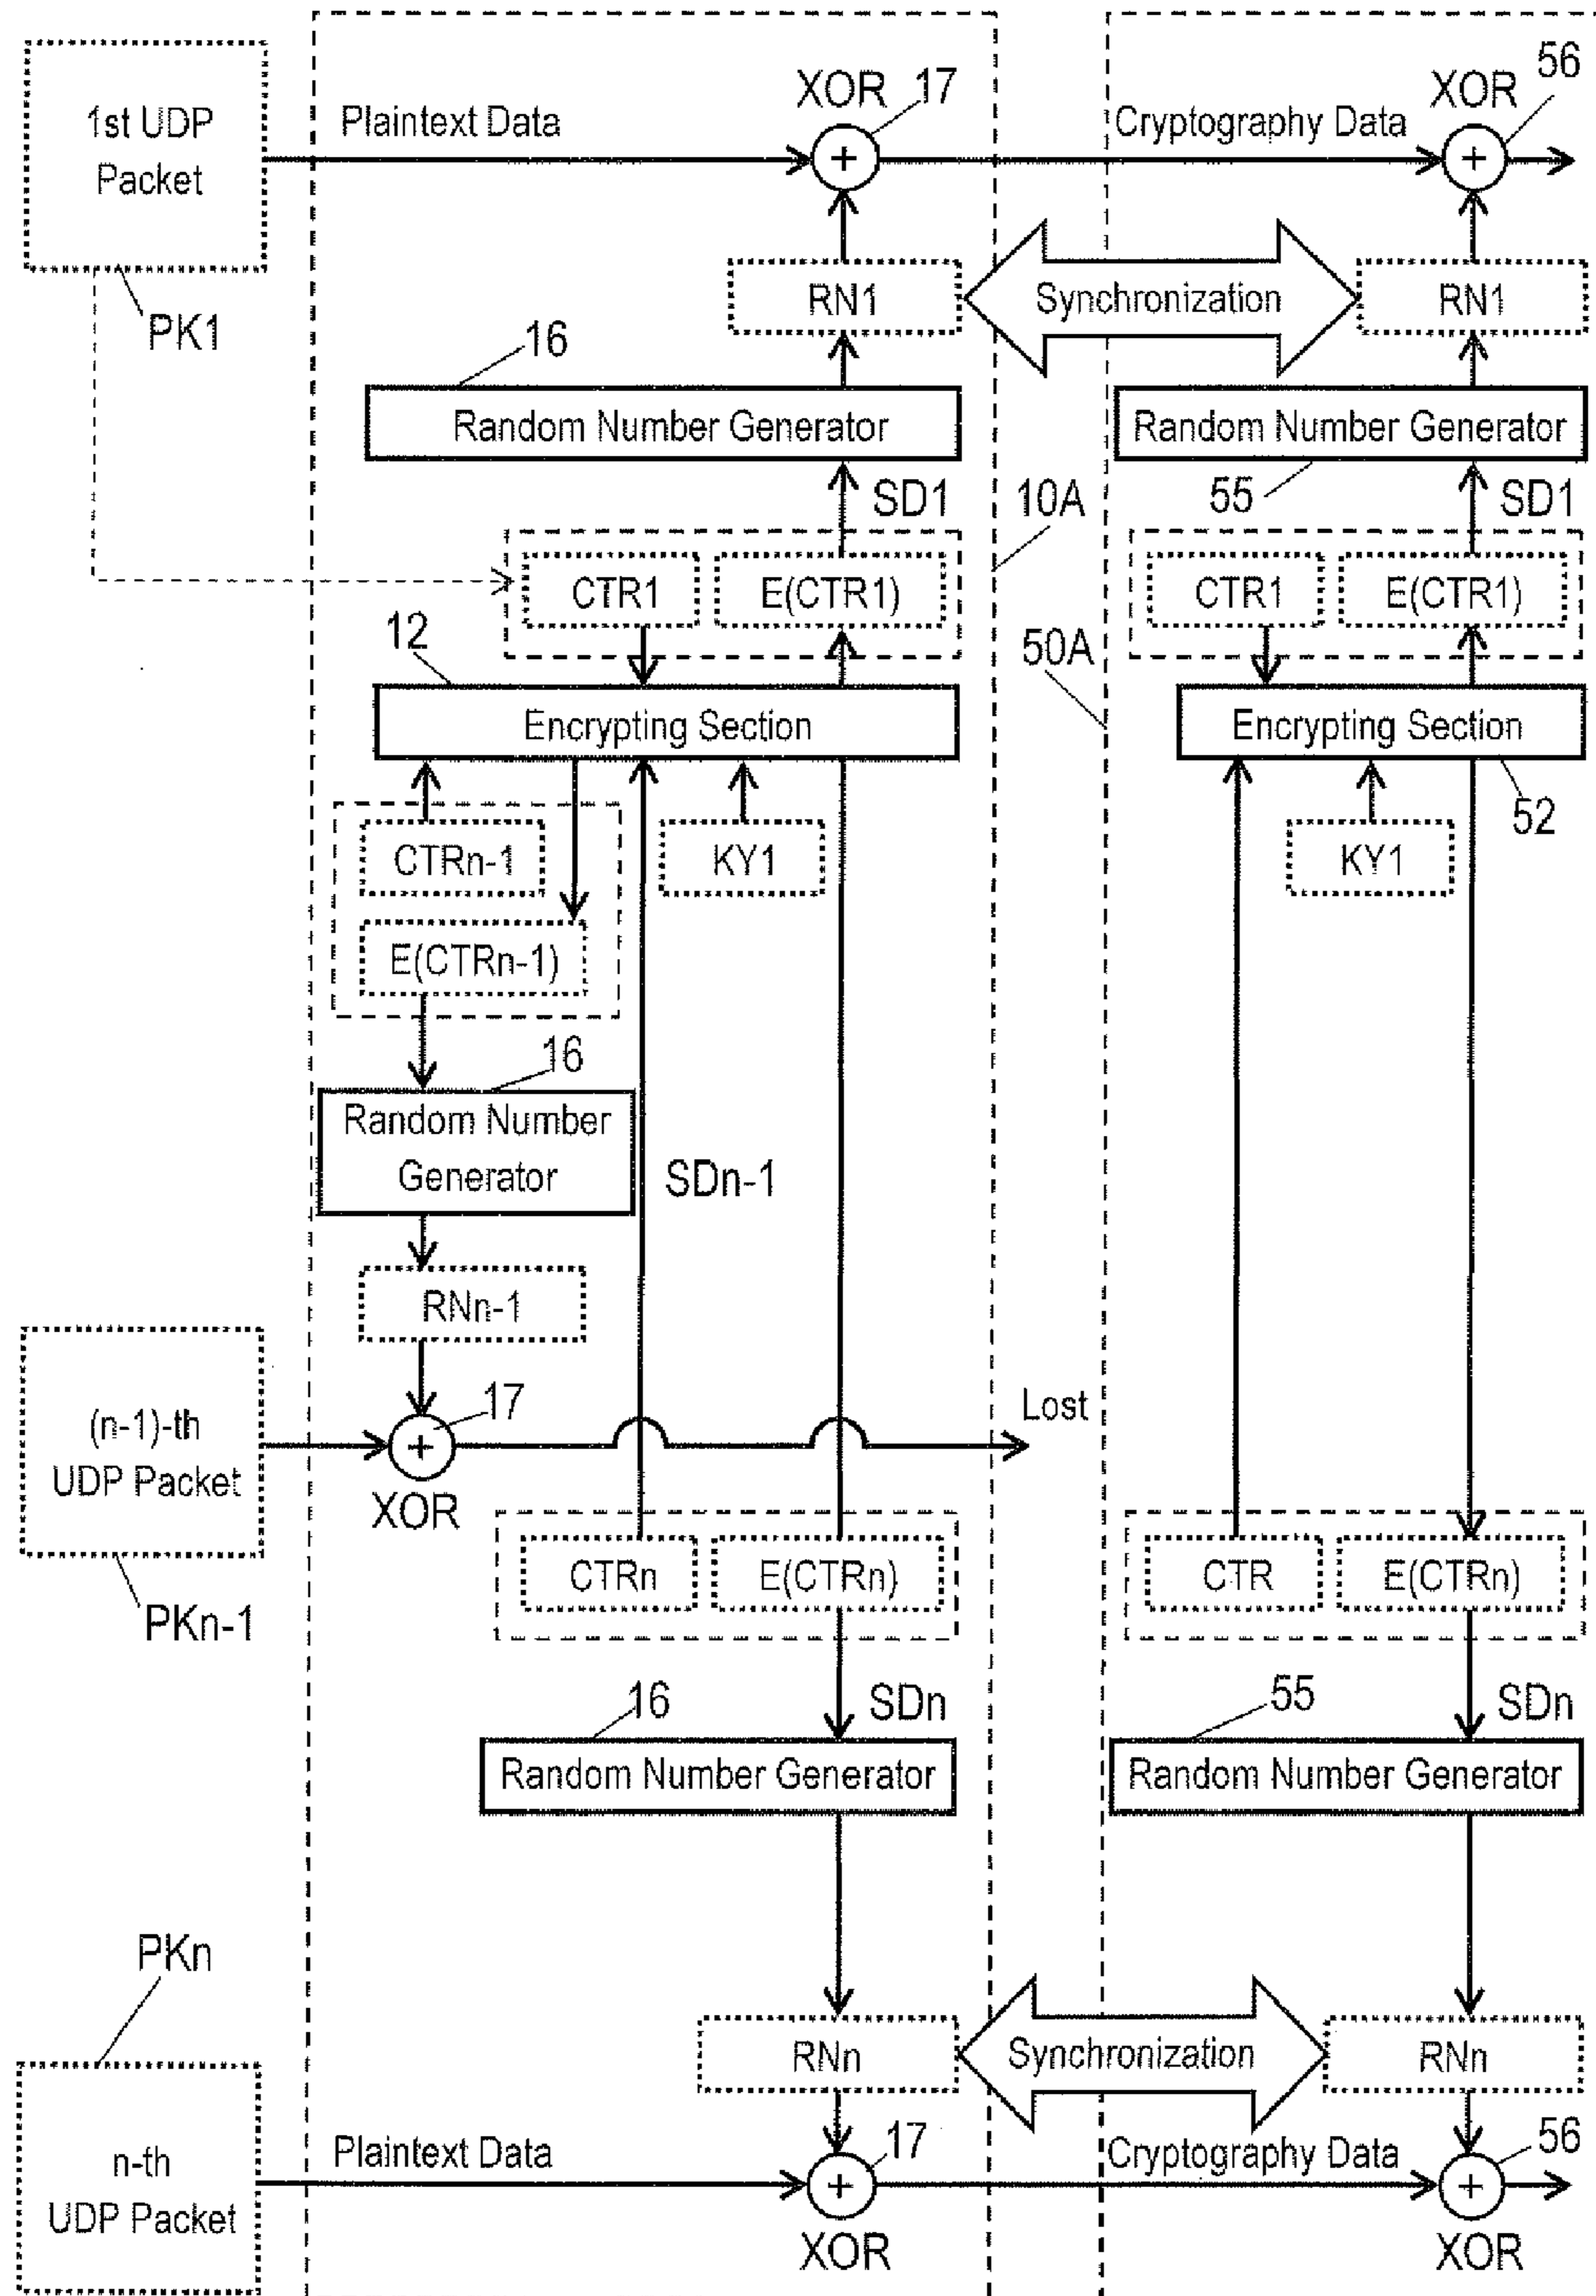 1st UDP
Packet
PK1
Plaintext Data
XOR
17
Cryptography Data
XOR
56
RN1
Synchronization
RN1
16
Random Number Generator
Random Number Generator
SD1
10A
55
SD1
CTR1
E(CTR1)
CTR1
E(CTR1)
12
50A
Encrypting Section
Encrypting Section
52
CTRn-1
KY1
KY1
E(CTRn-1)
16
Random Number
Generator
SDn-1
RNn-1
(n-1)-th
UDP Packet
PKn-1
17
XOR
Lost
CTRn
E(CTRn)
CTR
E(CTRn)
16
SDn
55
SDn
Random Number Generator
Random Number Generator
PKn
RNn
Synchronization
RNn
n-th
UDP Packet
Plaintext Data
17
XOR
Cryptography Data
56
XOR